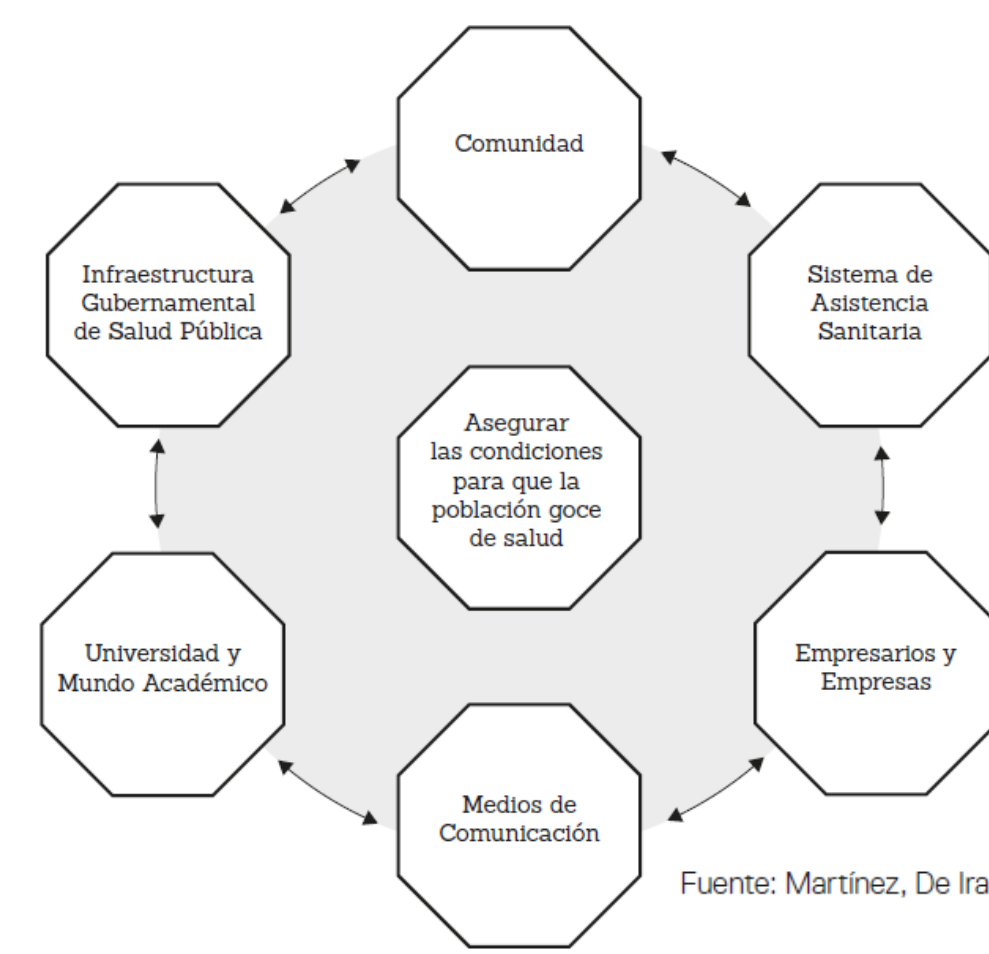 Comunidad
Infraestructura
Gubernamental
de Salud Pública
Sistema de
Asistencia
Sanitaria
Asegurar
las condiciones
para que la
población goce
de salud
Universidad y
Mundo Académico
Empresarios y
Empresas
Medios de
Comunicación
Fuente: Martínez, De Ira